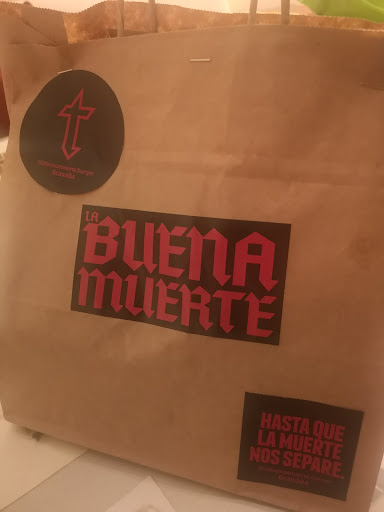 LA
BUENA
MUERTE
HASTA QUE
LA MUERTE
NOS SEPARE.